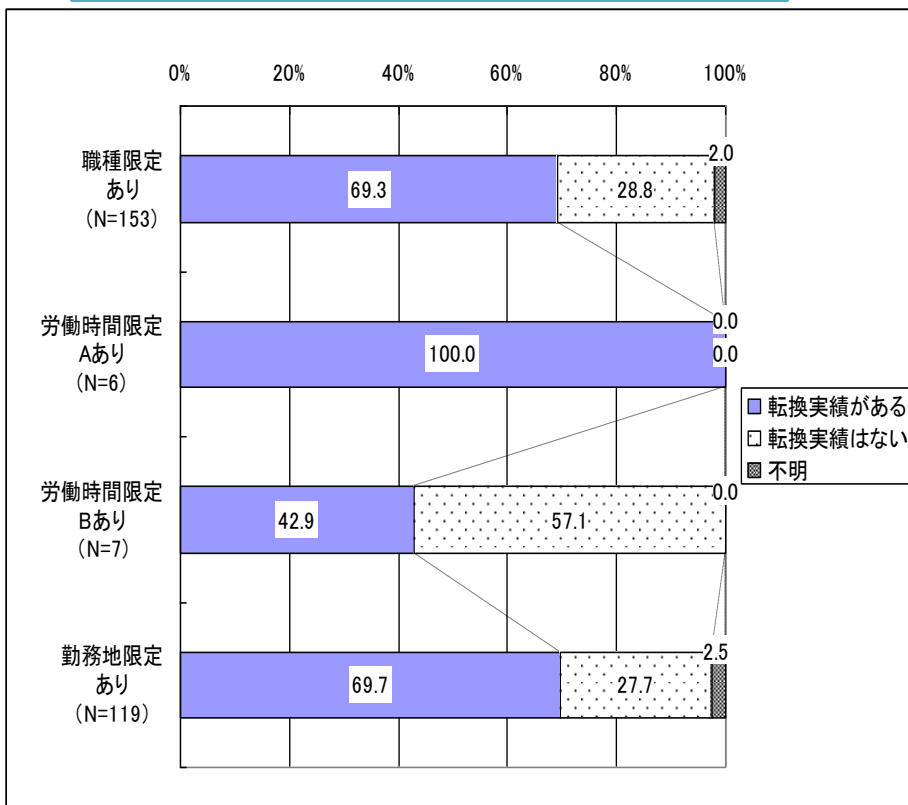 0%
20%
40%
60%
80%
100%
職種限定
あり
(N=153)
69.3
28.8
2.0
労働時間限定
Aあり
(N=6)
100.0
0.0
0.0
労働時間限定
Bあり
(N=7)
42.9
57.1
0.0
勤務地限定
あり
(N=119)
69.7
27.7
2.5
転換実績がある
転換実績はない
不明